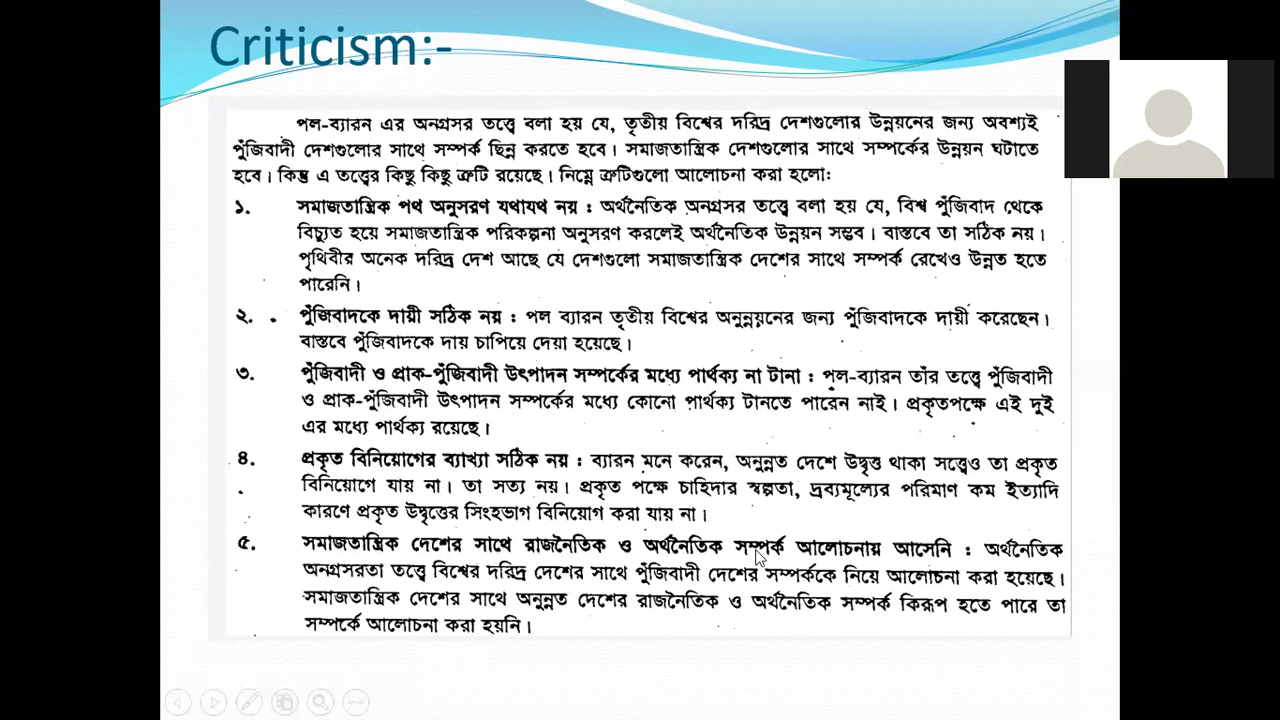 Criticism:-
পল-ব্যারন এর অনগ্রসর তত্ত্বে বলা হয় যে, তৃতীয় বিশ্বের দরিদ্র দেশগুলোর উন্নয়নের জন্য অবশ্যই
পুঁজিবাদী দেশগুলোর সাথে সম্পর্ক ছিন্ন করতে হবে। সমাজতান্ত্রিক দেশগুলোর সাথে সম্পর্কের উন্নয়ন ঘটাতে
হবে। কিন্তু এ তত্ত্বের কিছু কিছু ত্রুটি রয়েছে। নিম্নে ত্রুটিগুলো আলোচনা করা হলো:
১. সমাজতান্ত্রিক পথ অনুসরণ যথাযথ নয় : অর্থনৈতিক অনগ্রসর তত্ত্বে বলা হয় যে, বিশ্ব পুঁজিবাদ থেকে
বিচ্যুত হয়ে সমাজতান্ত্রিক পরিকল্পনা অনুসরণ করলেই অর্থনৈতিক উন্নয়ন সম্ভব। বাস্তবে তা সঠিক নয়।
পৃথিবীর অনেক দরিদ্র দেশ আছে যে দেশগুলো সমাজতান্ত্রিক দেশের সাথে সম্পর্ক রেখেও উন্নত হতে
পারেনি।
২. পুঁজিবাদকে দায়ী সঠিক নয় : পল ব্যারন তৃতীয় বিশ্বের অনুন্নয়নের জন্য পুঁজিবাদকে দায়ী করেছেন।
বাস্তবে পুঁজিবাদকে দায় চাপিয়ে দেয়া হয়েছে।
৩. পুঁজিবাদী ও প্রাক-পুঁজিবাদী উৎপাদন সম্পর্কের মধ্যে পার্থক্য না টানা : পল-ব্যারন তাঁর তত্ত্বে পুঁজিবাদী
ও প্রাক-পুঁজিবাদী উৎপাদন সম্পর্কের মধ্যে কোনো পার্থক্য টানতে পারেন নাই। প্রকৃতপক্ষে এই দুই
এর মধ্যে পার্থক্য রয়েছে।
৪. প্রকৃত বিনিয়োগের ব্যাখ্যা সঠিক নয় : ব্যারন মনে করেন, অনুন্নত দেশে উদ্বৃত্ত থাকা সত্ত্বেও তা প্রকৃত
বিনিয়োগে যায় না। তা সত্য নয়। প্রকৃত পক্ষে চাহিদার স্বল্পতা, দ্রব্যমূল্যের পরিমাণ কম ইত্যাদি
কারণে প্রকৃত উদ্বৃত্তের সিংহভাগ বিনিয়োগ করা যায় না।
৫. সমাজতান্ত্রিক দেশের সাথে রাজনৈতিক ও অর্থনৈতিক সম্পর্ক আলোচনায় আসেনি : অর্থনৈতিক
অনগ্রসরতা তত্ত্বে বিশ্বের দরিদ্র দেশের সাথে পুঁজিবাদী দেশের সম্পর্ককে নিয়ে আলোচনা করা হয়েছে।
সমাজতান্ত্রিক দেশের সাথে অনুন্নত দেশের রাজনৈতিক ও অর্থনৈতিক সম্পর্ক কিরূপ হতে পারে তা
সম্পর্কে আলোচনা করা হয়নি।